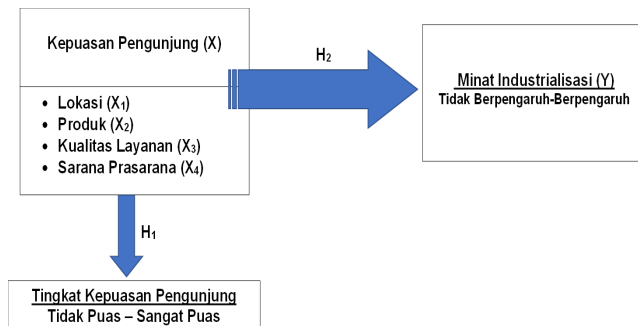 Kepuasan Pengunjung (X)
• Lokasi (X₁)
• Produk (X₂)
• Kualitas Layanan (X₃)
• Sarana Prasarana (X₄)
H₂
Minat Industrialisasi (Y)
Tidak Berpengaruh-Berpengaruh
H₁
Tingkat Kepuasan Pengunjung
Tidak Puas – Sangat Puas